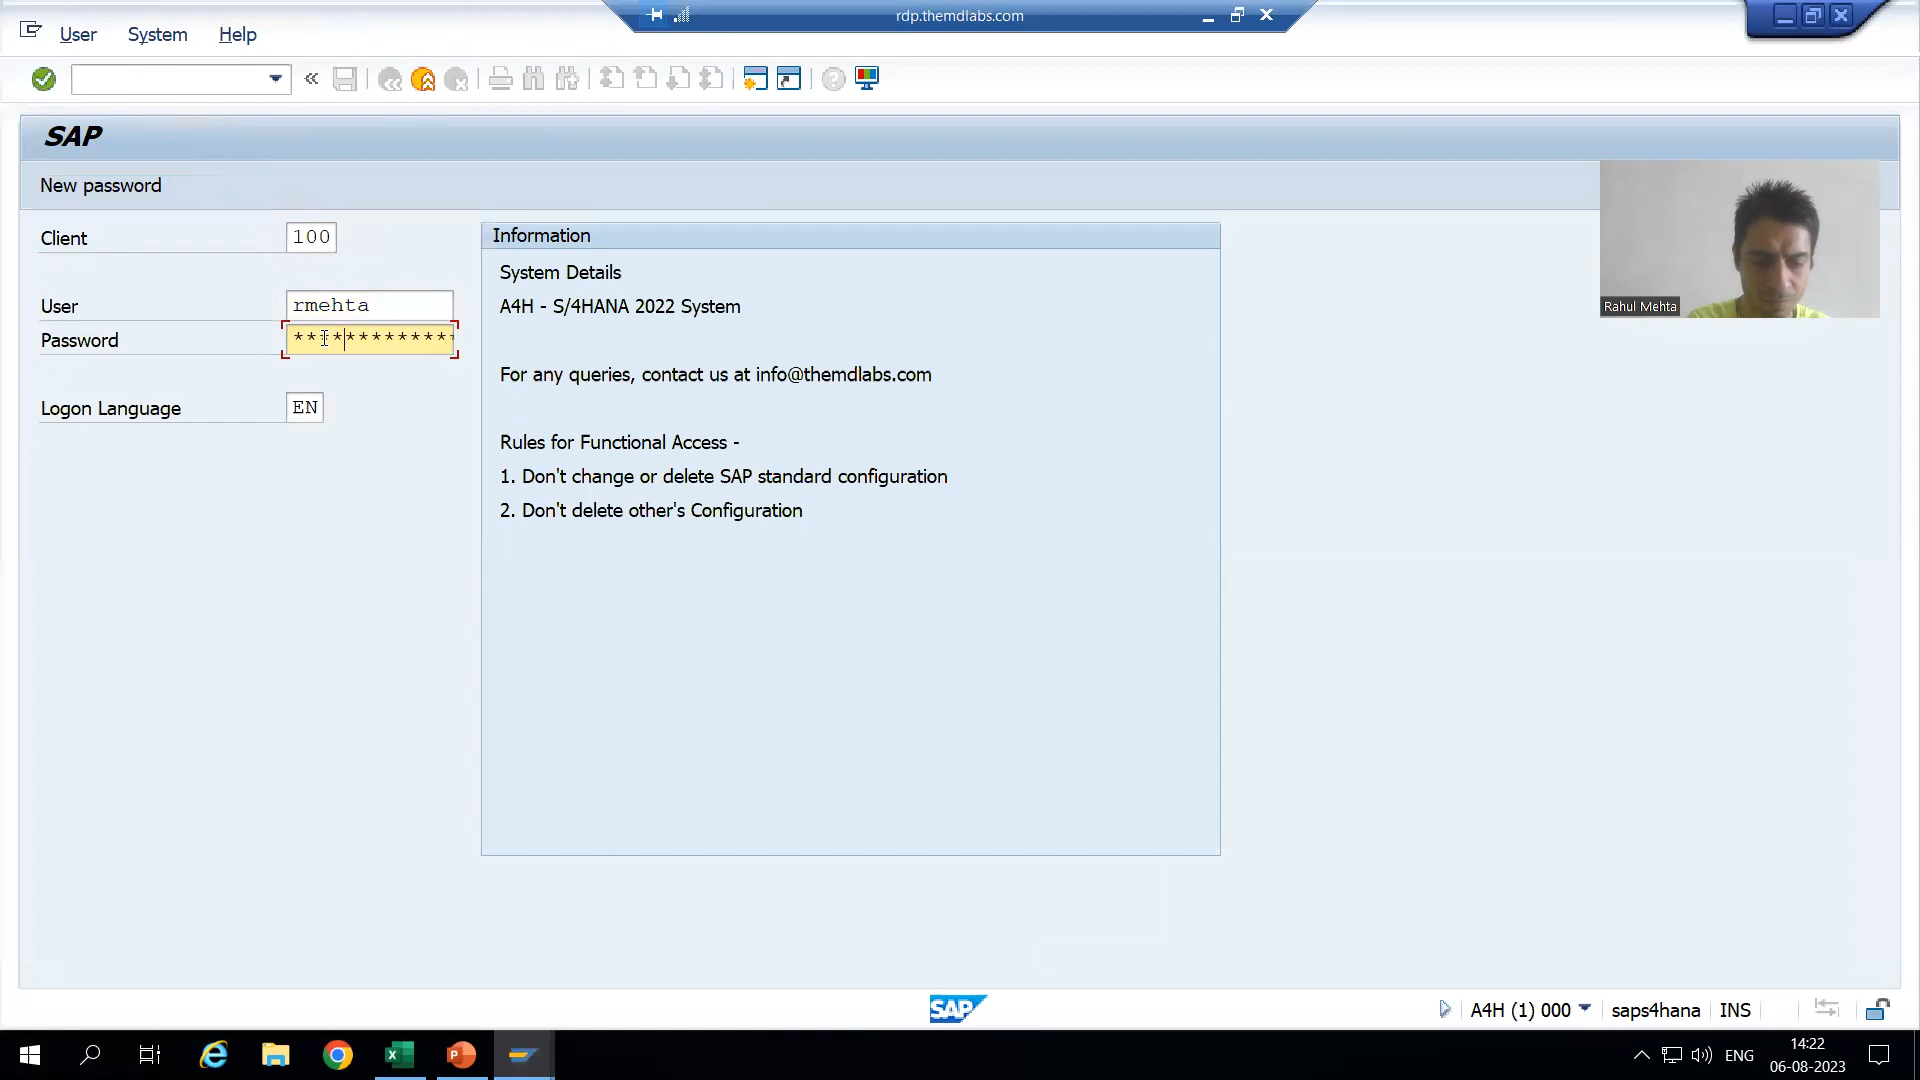 rdp.themdlabs.com
User System Help
SAP
New password
Client 100
User rmehta
Password **************
Logon Language EN
Information
System Details
A4H - S/4HANA 2022 System
For any queries, contact us at info@themdlabs.com
Rules for Functional Access -
1. Don't change or delete SAP standard configuration
2. Don't delete other's Configuration
Rahul Mehta
SAP
A4H (1) 000 saps4hana INS
ENG
14:22
06-08-2023